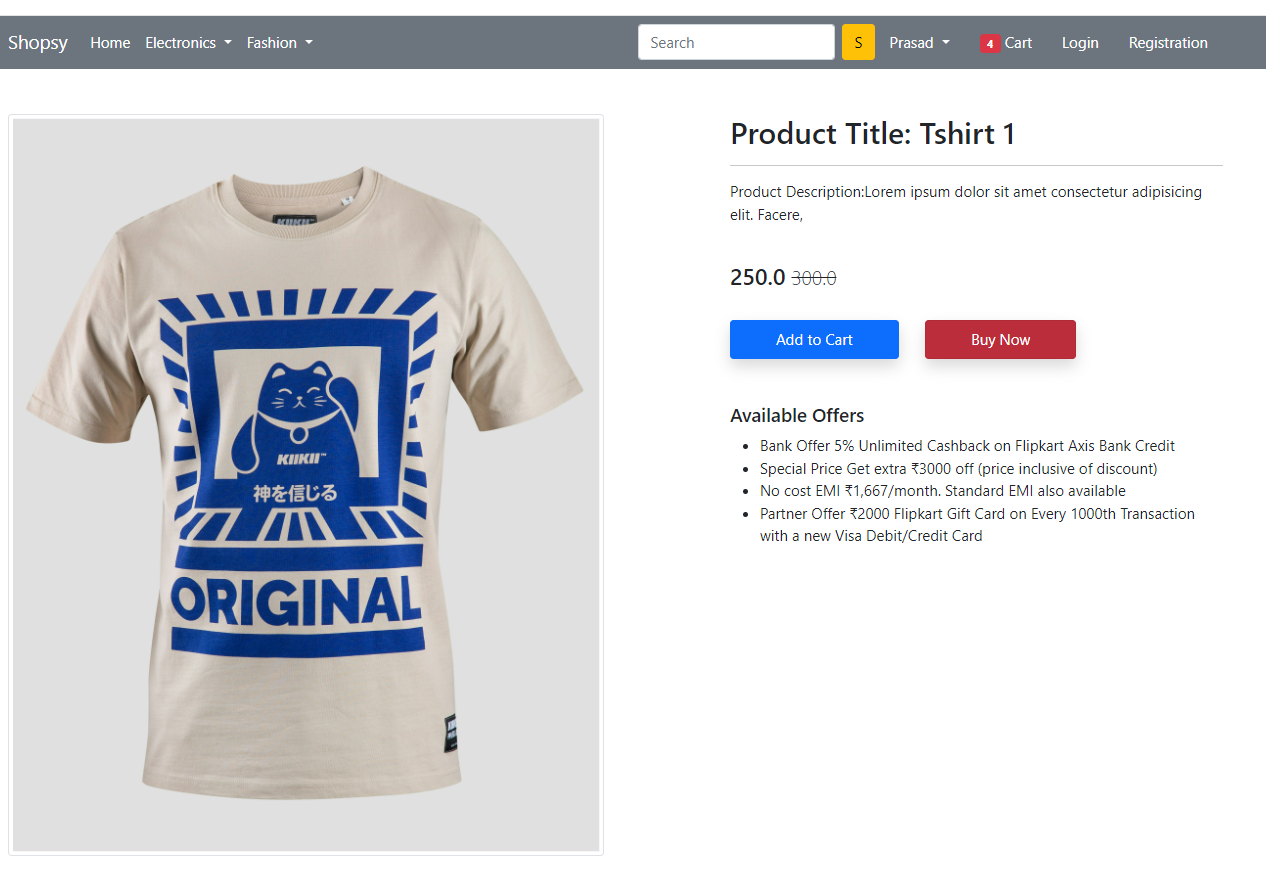 Shopsy Home Electronics Fashion Search S Prasad 4 Cart Login Registration
Product Title: Tshirt 1
Product Description:Lorem ipsum dolor sit amet consectetur adipisicing
elit. Facere,
250.0 300.0
Add to Cart Buy Now
Available Offers
Bank Offer 5% Unlimited Cashback on Flipkart Axis Bank Credit
Special Price Get extra ₹3000 off (price inclusive of discount)
No cost EMI ₹1,667/month. Standard EMI also available
Partner Offer ₹2000 Flipkart Gift Card on Every 1000th Transaction
with a new Visa Debit/Credit Card
KIIKII™
KIIKII™
神を信じる
ORIGINAL